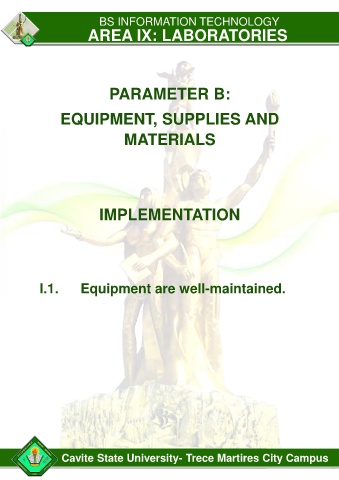 BS INFORMATION TECHNOLOGY
AREA IX: LABORATORIES
PARAMETER B:
EQUIPMENT, SUPPLIES AND
MATERIALS
IMPLEMENTATION
I.1. Equipment are well-maintained.
Cavite State University- Trece Martires City Campus